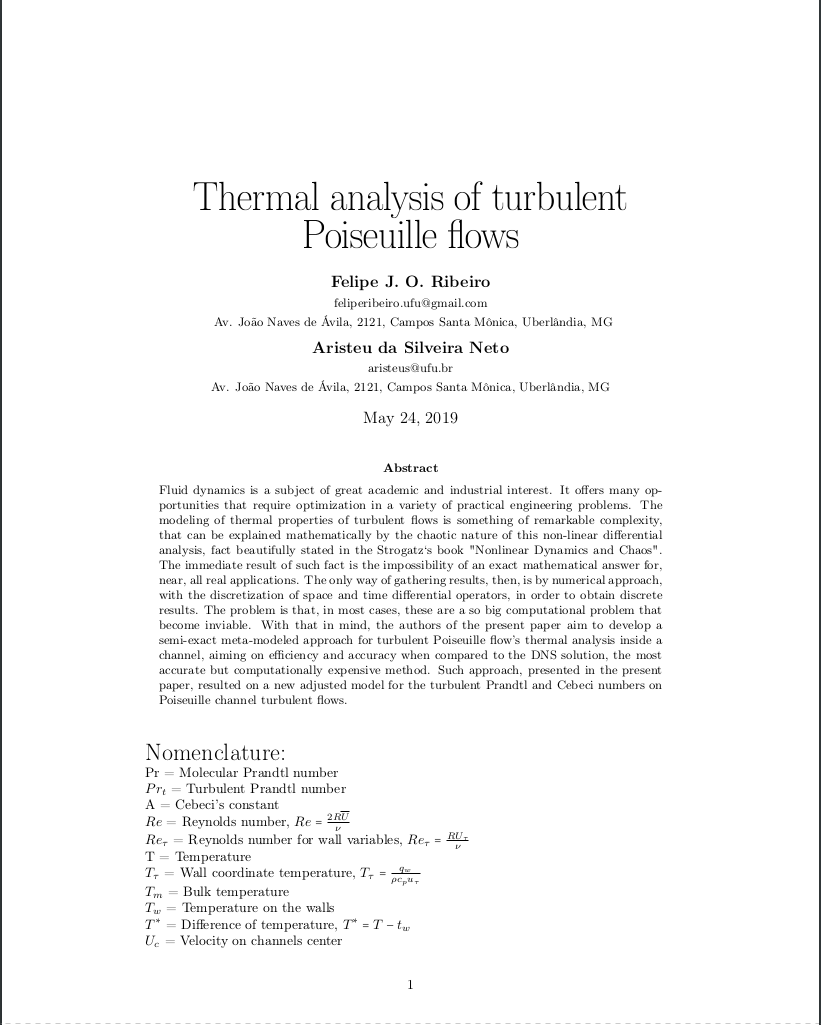 Thermal analysis of turbulent
Poiseuille flows
Felipe J. O. Ribeiro
feliperibeiro.ufu@gmail.com
Av. João Naves de Ávila, 2121, Campos Santa Mônica, Uberlândia, MG
Aristeu da Silveira Neto
aristeus@ufu.br
Av. João Naves de Ávila, 2121, Campos Santa Mônica, Uberlândia, MG
May 24, 2019
Abstract
Fluid dynamics is a subject of great academic and industrial interest. It offers many op-
portunities that require optimization in a variety of practical engineering problems. The
modeling of thermal properties of turbulent flows is something of remarkable complexity,
that can be explained mathematically by the chaotic nature of this non-linear differential
analysis, fact beautifully stated in the Strogatz‘s book "Nonlinear Dynamics and Chaos".
The immediate result of such fact is the impossibility of an exact mathematical answer for,
near, all real applications. The only way of gathering results, then, is by numerical approach,
with the discretization of space and time differential operators, in order to obtain discrete
results. The problem is that, in most cases, these are a so big computational problem that
become inviable. With that in mind, the authors of the present paper aim to develop a
semi-exact meta-modeled approach for turbulent Poiseuille flow's thermal analysis inside a
channel, aiming on efficiency and accuracy when compared to the DNS solution, the most
accurate but computationally expensive method. Such approach, presented in the present
paper, resulted on a new adjusted model for the turbulent Prandtl and Cebeci numbers on
Poiseuille channel turbulent flows.
Nomenclature:
Pr = Molecular Prandtl number
$Pr_t$ = Turbulent Prandtl number
A = Cebeci's constant
$Re$ = Reynolds number, $Re = \frac{2R\overline{U}}{\nu}$
$Re_\tau$ = Reynolds number for wall variables, $Re_\tau = \frac{RU_\tau}{\nu}$
T = Temperature
$T_\tau$ = Wall coordinate temperature, $T_\tau = \frac{q_w}{\rho c_p u_\tau}$
$T_m$ = Bulk temperature
$T_w$ = Temperature on the walls
$T^*$ = Difference of temperature, $T^* = T - t_w$
$U_c$ = Velocity on channels center
1